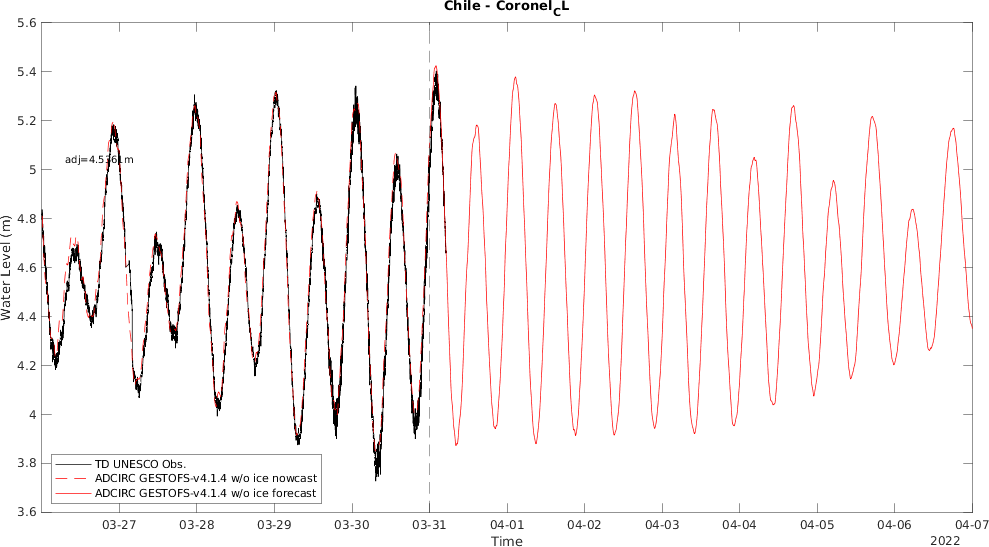 Chile - Coronel_CL
5.6
5.4
5.2
5
4.8
4.6
4.4
4.2
4
3.8
3.6
Water Level (m)
adj=4.5361m
TD UNESCO Obs.
ADCIRC GESTOFS-v4.1.4 w/o ice nowcast
ADCIRC GESTOFS-v4.1.4 w/o ice forecast
03-27 03-28 03-29 03-30 03-31 04-01 04-02 04-03 04-04 04-05 04-06 04-07
Time
2022